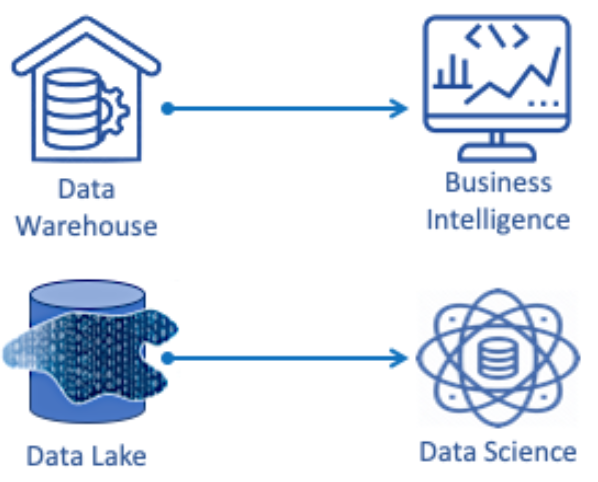 Data
Warehouse
Business
Intelligence
Data Lake
Data Science